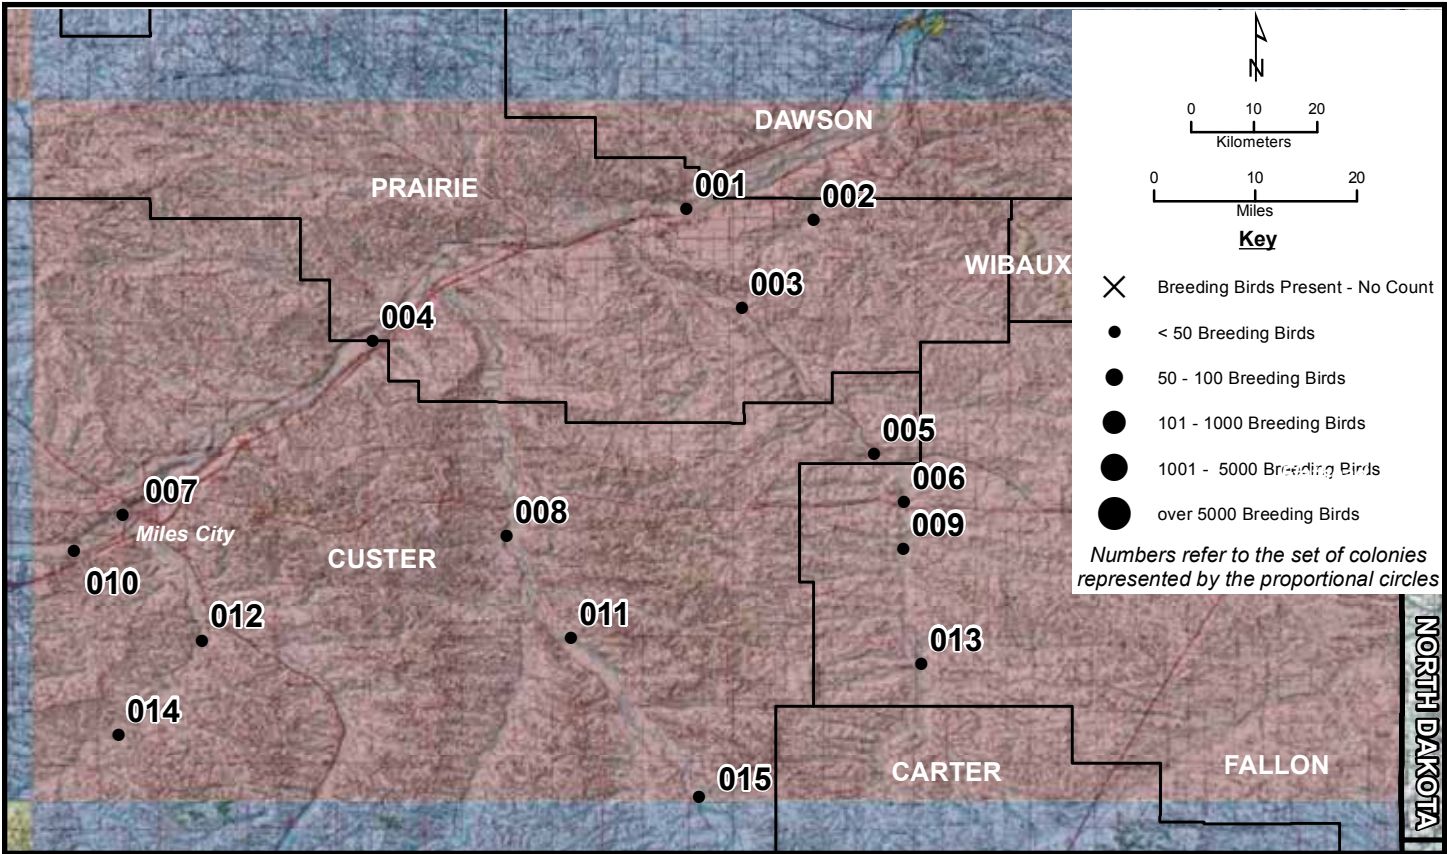 DAWSON
PRAIRIE
001
002
WIBAUX
003
004
005
006
007
008
009
Miles City
CUSTER
010
011
012
013
014
015
CARTER
FALLON
NORTH DAKOTA
N
0 10 20
Kilometers
0 10 20
Miles
Key
Breeding Birds Present - No Count
< 50 Breeding Birds
50 - 100 Breeding Birds
101 - 1000 Breeding Birds
1001 - 5000 Breeding Birds
over 5000 Breeding Birds
Numbers refer to the set of colonies
represented by the proportional circles